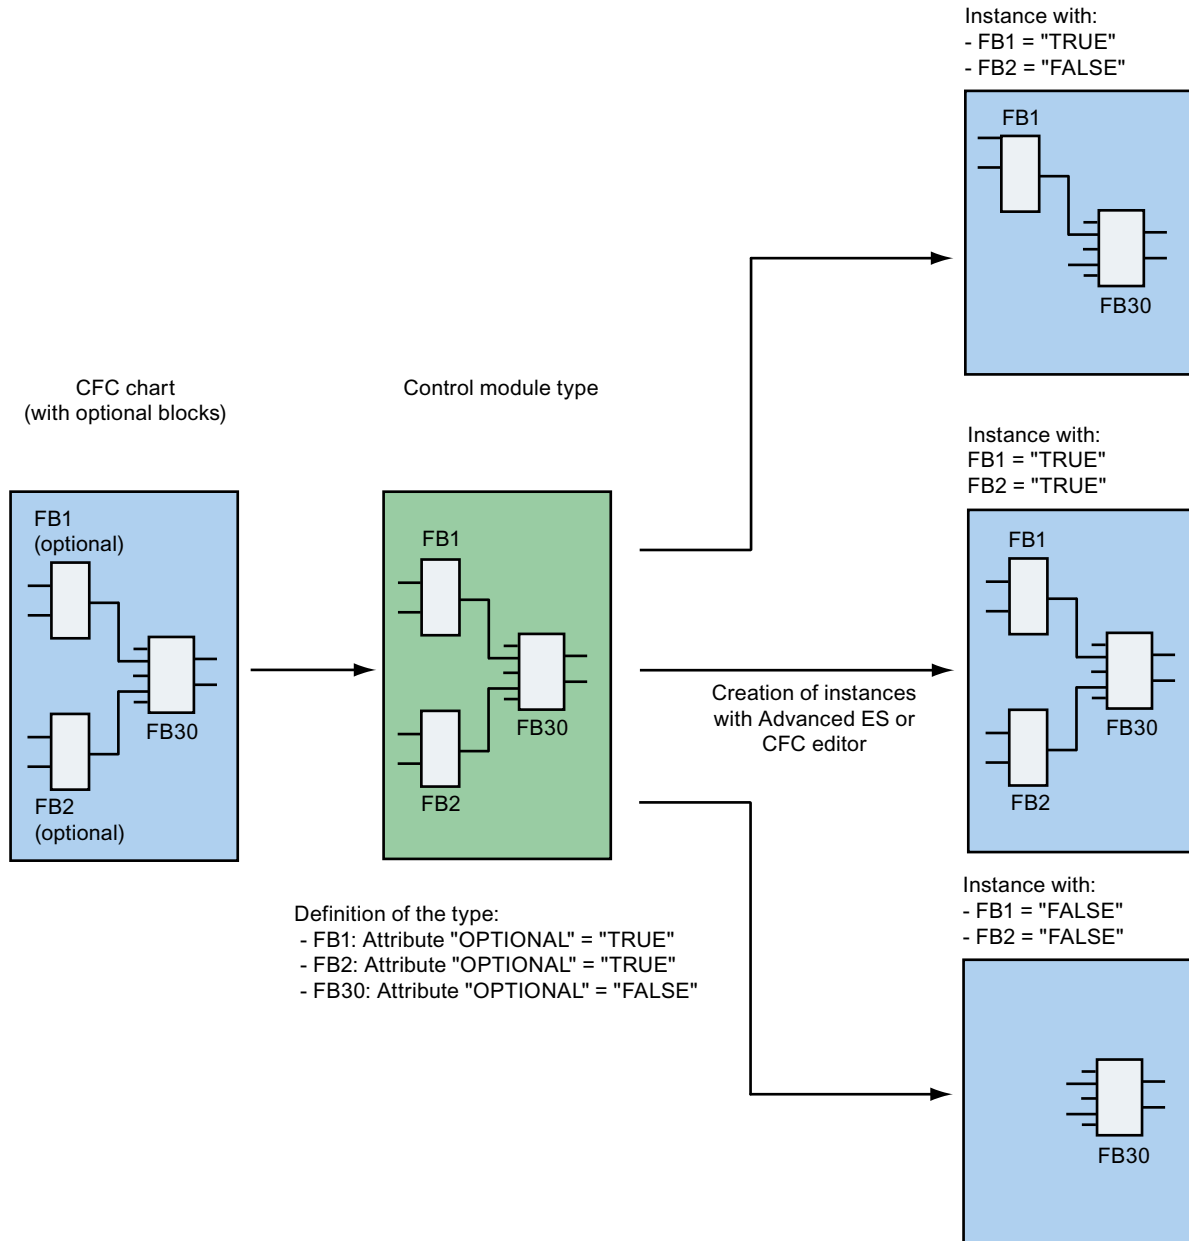 Instance with:
- FB1 = "TRUE"
- FB2 = "FALSE"
FB1
FB30
CFC chart
(with optional blocks)
FB1
(optional)
FB30
FB2
(optional)
Control module type
FB1
FB30
FB2
Definition of the type:
- FB1: Attribute "OPTIONAL" = "TRUE"
- FB2: Attribute "OPTIONAL" = "TRUE"
- FB30: Attribute "OPTIONAL" = "FALSE"
Creation of instances
with Advanced ES or
CFC editor
Instance with:
FB1 = "TRUE"
FB2 = "TRUE"
FB1
FB30
FB2
Instance with:
- FB1 = "FALSE"
- FB2 = "FALSE"
FB30